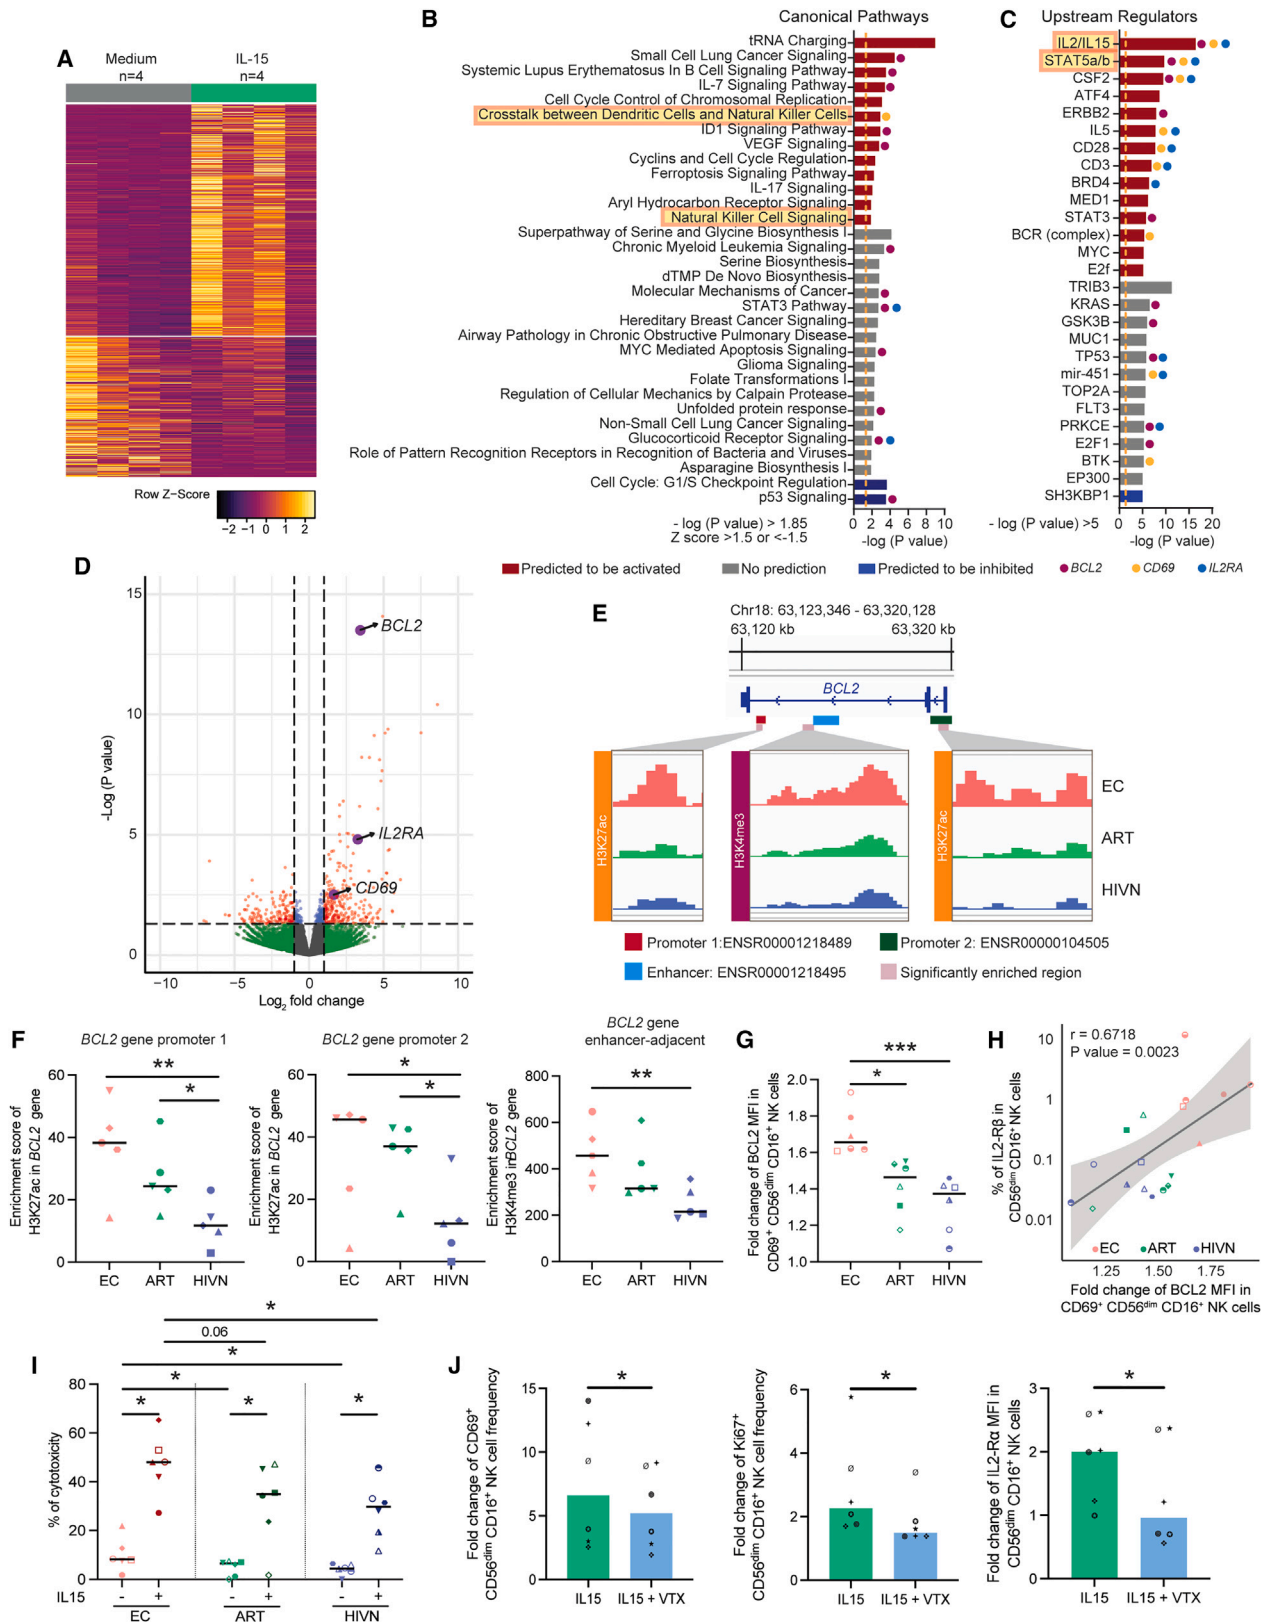 A
Medium
n=4
IL-15
n=4
Row Z-Score
−2 −1 0 1 2
B
Canonical Pathways
tRNA Charging
Small Cell Lung Cancer Signaling
Systemic Lupus Erythematosus In B Cell Signaling Pathway
IL-7 Signaling Pathway
Cell Cycle Control of Chromosomal Replication
Crosstalk between Dendritic Cells and Natural Killer Cells
ID1 Signaling Pathway
VEGF Signaling
Cyclins and Cell Cycle Regulation
Ferroptosis Signaling Pathway
IL-17 Signaling
Aryl Hydrocarbon Receptor Signaling
Natural Killer Cell Signaling
Superpathway of Serine and Glycine Biosynthesis I
Chronic Myeloid Leukemia Signaling
Serine Biosynthesis
dTMP De Novo Biosynthesis
Molecular Mechanisms of Cancer
STAT3 Pathway
Hereditary Breast Cancer Signaling
Airway Pathology in Chronic Obstructive Pulmonary Disease
MYC Mediated Apoptosis Signaling
Glioma Signaling
Folate Transformations I
Regulation of Cellular Mechanics by Calpain Protease
Unfolded protein response
Non-Small Cell Lung Cancer Signaling
Glucocorticoid Receptor Signaling
Role of Pattern Recognition Receptors in Recognition of Bacteria and Viruses
Asparagine Biosynthesis I
Cell Cycle: G1/S Checkpoint Regulation
p53 Signaling
0 2 4 6 8 10
- log (P value) > 1.85
Z score >1.5 or <-1.5
-log (P value)
C
Upstream Regulators
IL2/IL15
STAT5a/b
CSF2
ATF4
ERBB2
IL5
CD28
CD3
BRD4
MED1
STAT3
BCR (complex)
MYC
E2f
TRIB3
KRAS
GSK3B
MUC1
TP53
mir-451
TOP2A
FLT3
PRKCE
E2F1
BTK
EP300
SH3KBP1
0 5 10 15 20
- log (P value) >5
-log (P value)
Predicted to be activated
No prediction
Predicted to be inhibited
BCL2
CD69
IL2RA
D
-Log (P value)
15
10
5
0
BCL2
IL2RA
CD69
−10 −5 0 5 10
Log2 fold change
E
Chr18: 63,123,346 - 63,320,128
63,120 kb
63,320 kb
BCL2
H3K27ac
H3K4me3
H3K27ac
EC
ART
HIVN
Promoter 1:ENSR00001218489
Promoter 2: ENSR00000104505
Enhancer: ENSR00001218495
Significantly enriched region
F
BCL2 gene promoter 1
Enrichment score of
H3K27ac in BCL2 gene
60
40
20
0
**
*
EC ART HIVN
BCL2 gene promoter 2
Enrichment score of
H3K27ac in BCL2 gene
60
40
20
0
*
*
EC ART HIVN
BCL2 gene
enhancer-adjacent
Enrichment score of
H3K4me3 inBCL2 gene
800
600
400
200
0
**
EC ART HIVN
G
Fold change of BCL2 MFI in
CD69+ CD56dim CD16+ NK cells
2.0
1.8
1.6
1.4
1.2
1.0
***
*
EC ART HIVN
H
r = 0.6718
P value = 0.0023
% of IL2-Rβ in
CD56dim CD16+ NK cells
10
1
0.1
0.01
EC ART HIVN
1.25 1.50 1.75
Fold change of BCL2 MFI in
CD69+ CD56dim CD16+ NK cells
I
% of cytotoxicity
80
60
40
20
0
*
0.06
*
*
* * *
IL15 - + - + - +
EC ART HIVN
J
Fold change of CD69+
CD56dim CD16+ NK cell frequency
15
10
5
0
*
IL15 IL15 + VTX
Fold change of Ki67+
CD56dim CD16+ NK cell frequency
6
4
2
0
*
IL15 IL15 + VTX
Fold change of IL2-Rα MFI in
CD56dim CD16+ NK cells
3
2
1
0
*
IL15 IL15 + VTX